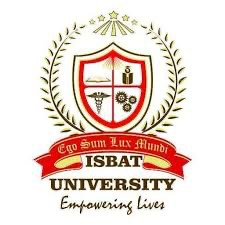 Ego Sum Lux Mundi
ISBAT
UNIVERSITY
Empowering Lives